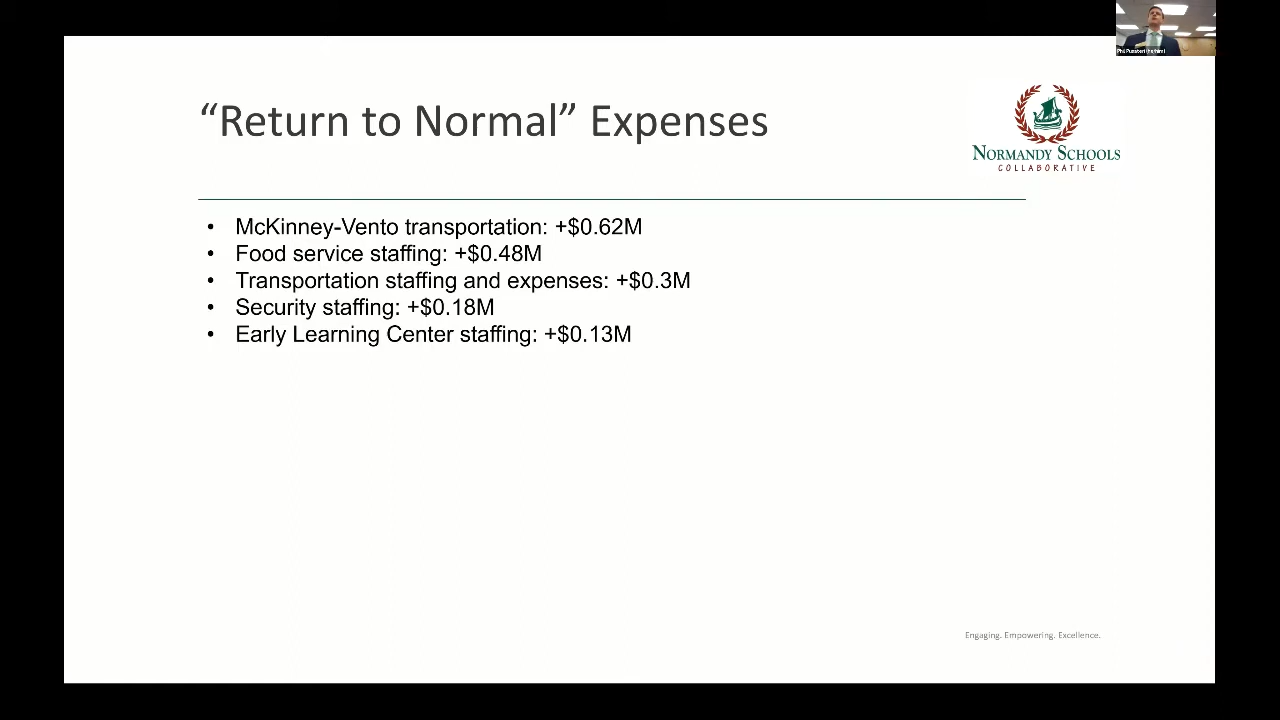 “Return to Normal” Expenses
NORMANDY SCHOOLS
COLLABORATIVE
• McKinney-Vento transportation: +$0.62M
• Food service staffing: +$0.48M
• Transportation staffing and expenses: +$0.3M
• Security staffing: +$0.18M
• Early Learning Center staffing: +$0.13M
Engaging. Empowering. Excellence.